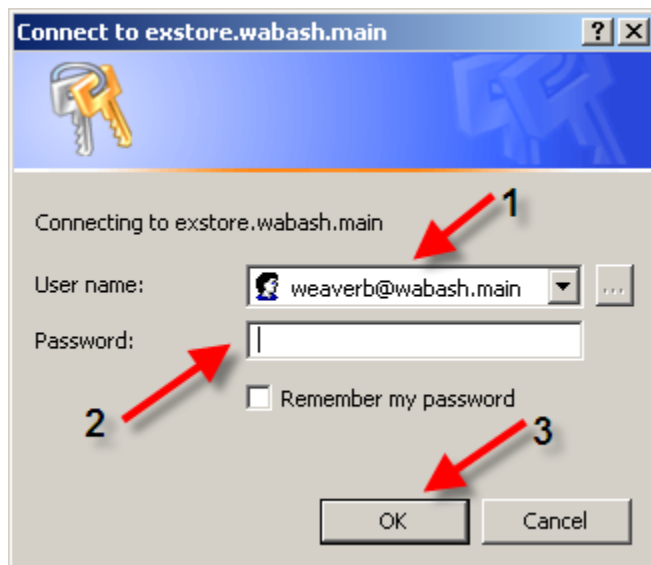 Connect to exstore.wabash.main
1
Connecting to exstore.wabash.main
User name: weaverb@wabash.main ...
Password:
2
Remember my password
3
OK Cancel